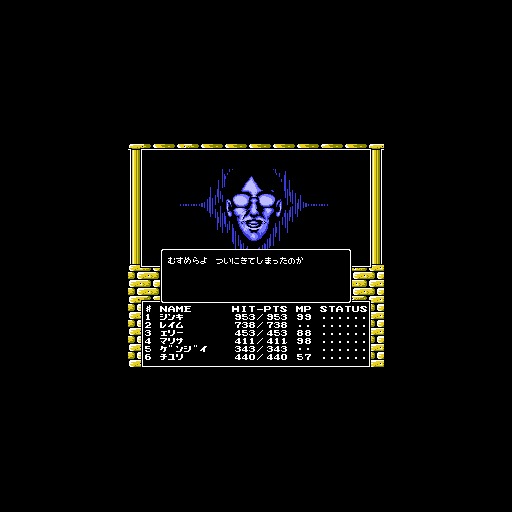 むすめらよ ついにきてしまったのか
# NAME HIT-PTS MP STATUS
1 シンキ 953/953 99 ······
2 レイム 738/738 ·· ······
3 エリー 453/453 88 ······
4 マリサ 411/411 98 ······
5 ゲンジイ 343/343 ·· ······
6 チユリ 440/440 57 ······